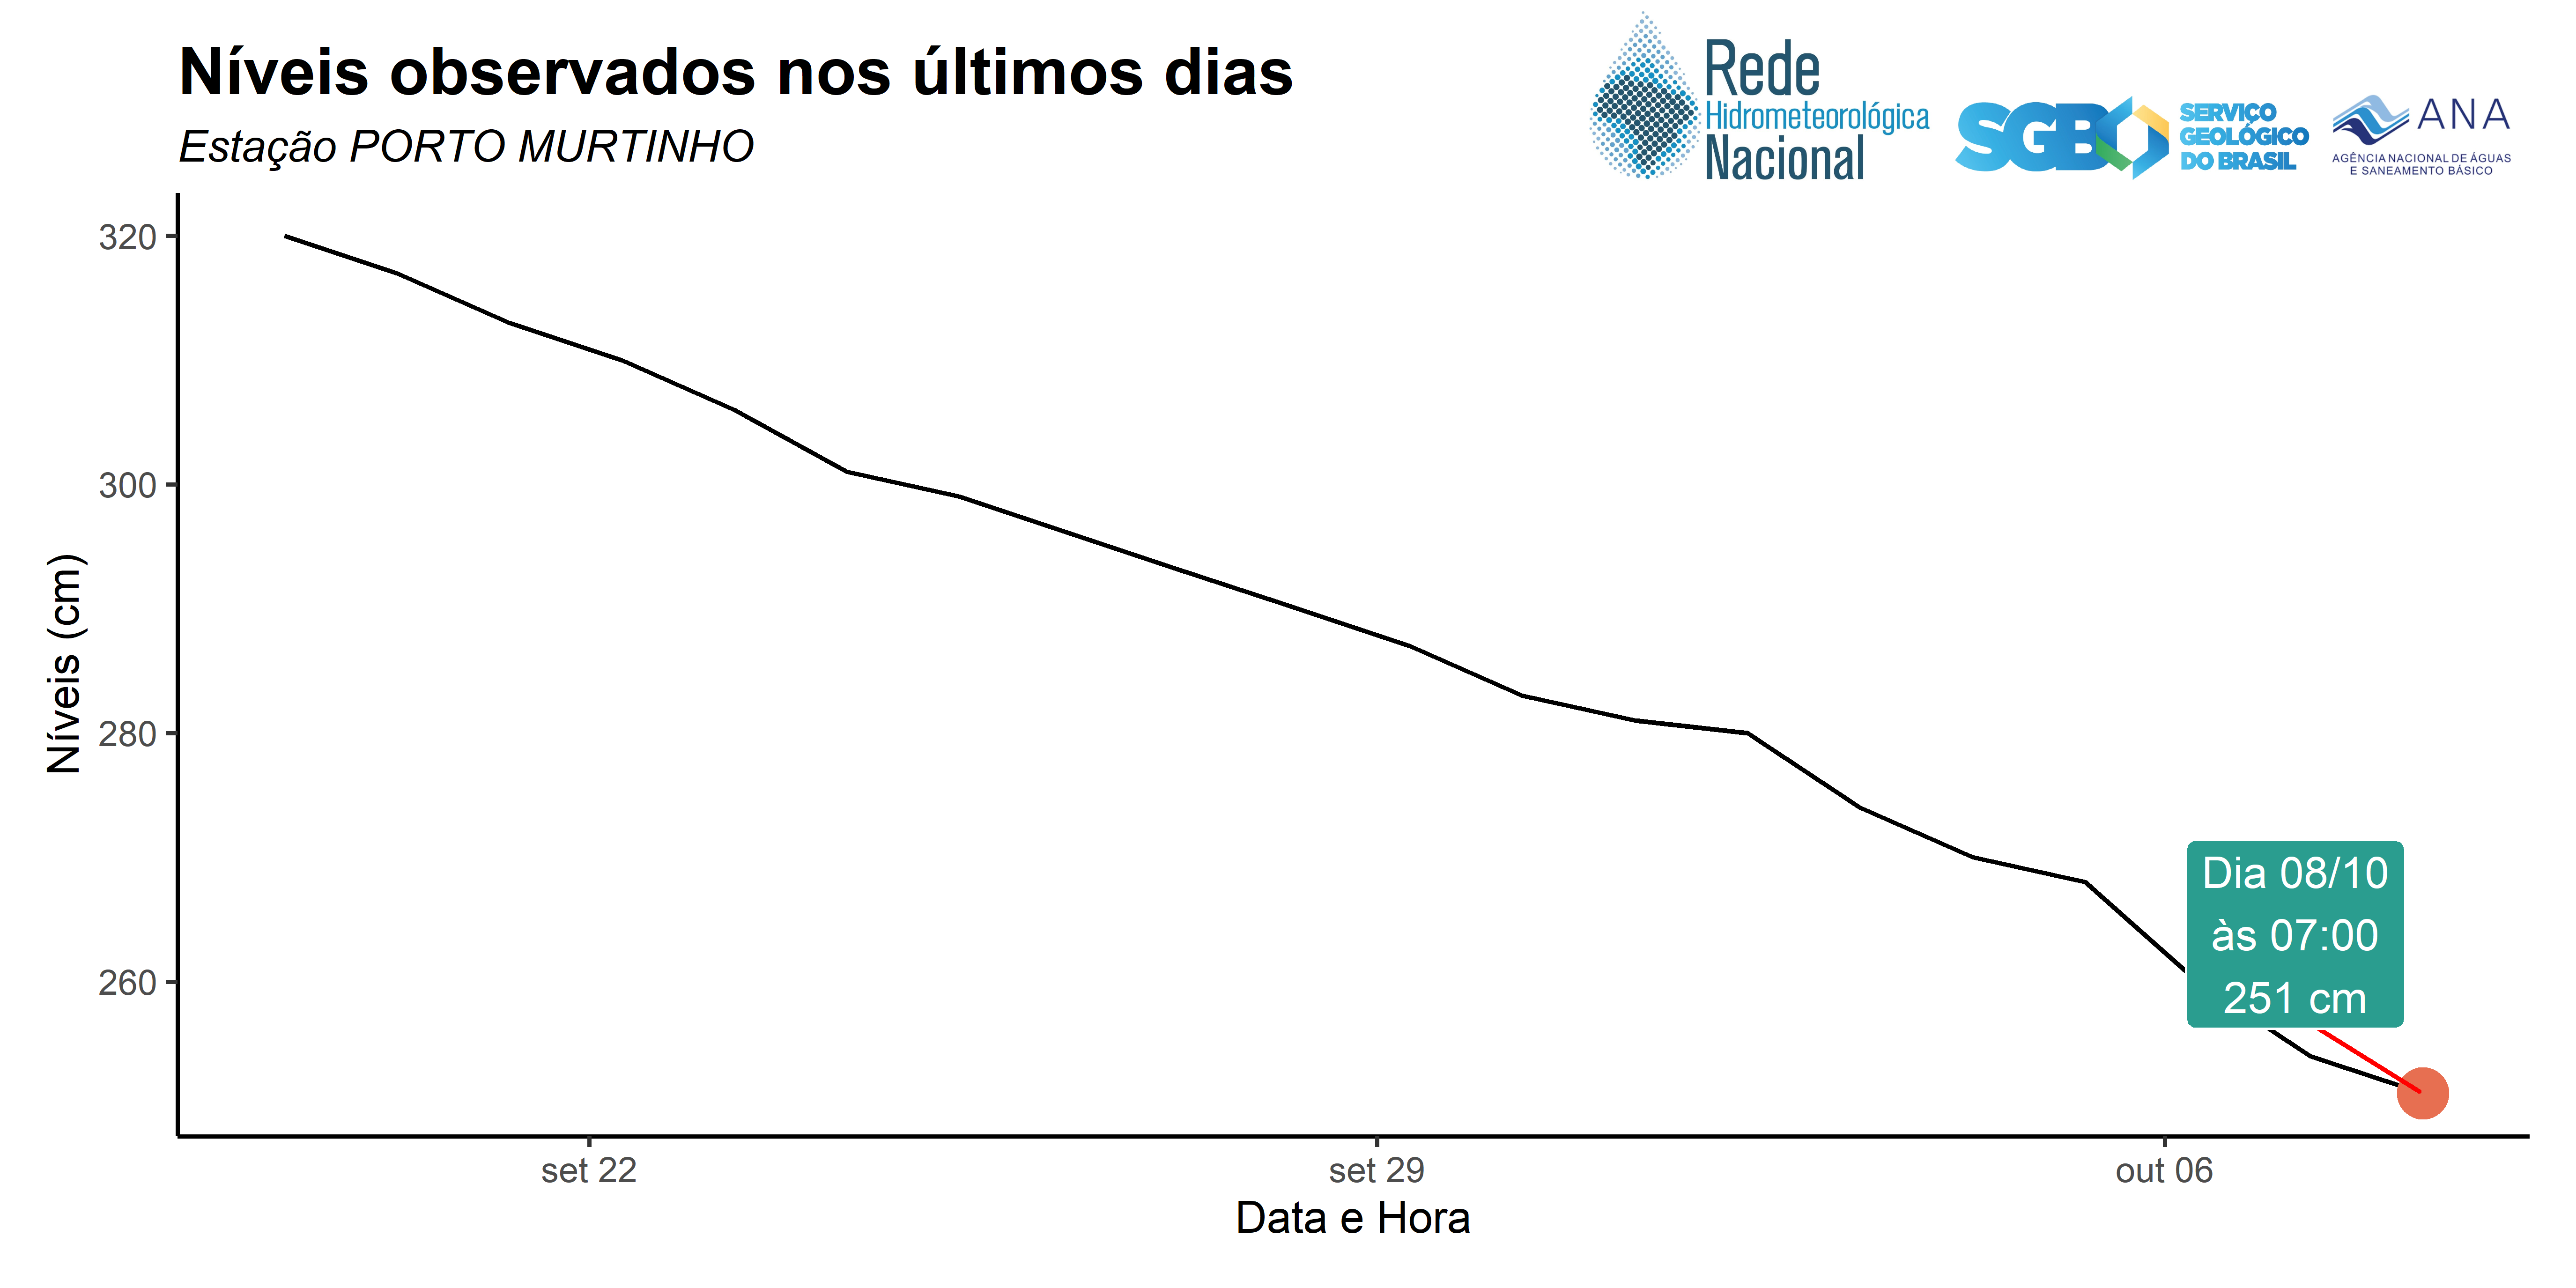 Níveis observados nos últimos dias
Estação PORTO MURTINHO
Rede
Hidrometeorológica
Nacional
SGB
SERVIÇO
GEOLÓGICO
DO BRASIL
ANA
AGÊNCIA NACIONAL DE ÁGUAS
E SANEAMENTO BÁSICO
Níveis (cm)
320
300
280
260
Dia 08/10
às 07:00
251 cm
set 22
set 29
out 06
Data e Hora